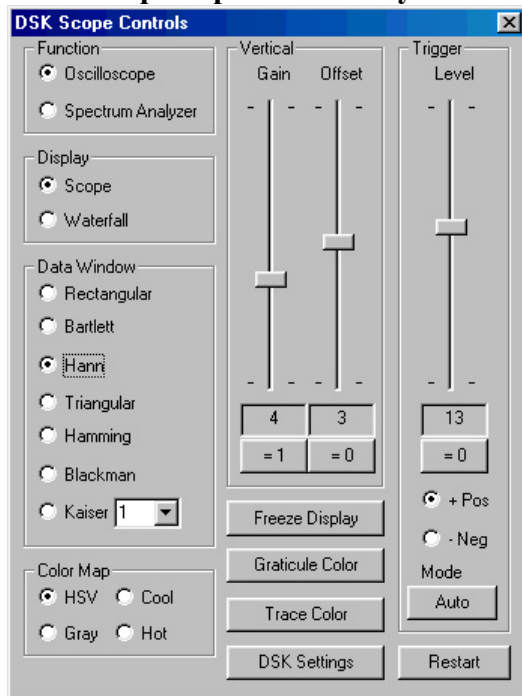 DSK Scope Controls
Function
Oscilloscope
Spectrum Analyzer
Display
Scope
Waterfall
Data Window
Rectangular
Bartlett
Hann
Triangular
Hamming
Blackman
Kaiser 1
Color Map
HSV Cool
Gray Hot
Vertical
Gain Offset
4 3
= 1 = 0
Freeze Display
Graticule Color
Trace Color
DSK Settings
Trigger
Level
13
= 0
+ Pos
- Neg
Mode
Auto
Restart